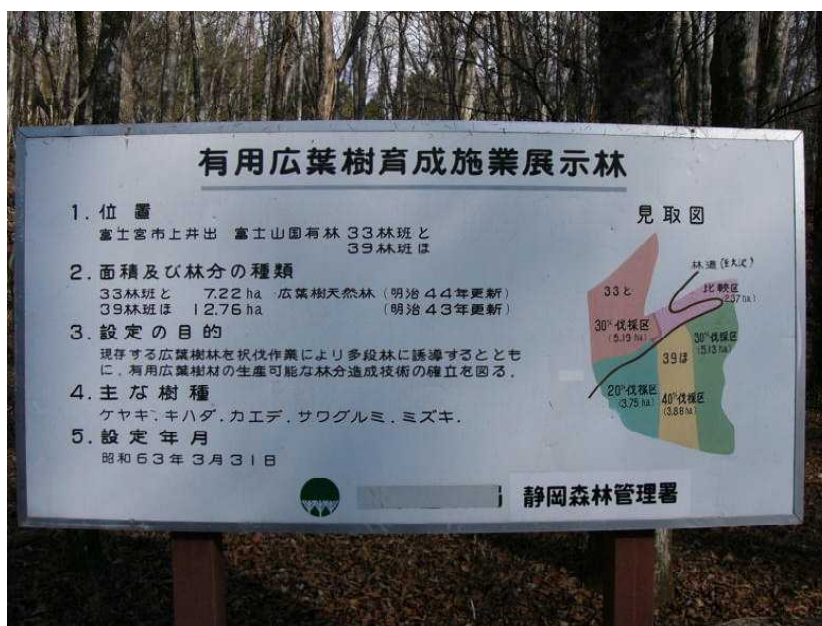 有用広葉樹育成施業展示林
1. 位置
富士宮市上井出 富士山国有林 33林班と
39林班ほ
2. 面積及び林分の種類
33林班と 7.22ha 広葉樹天然林 (明治44年更新)
39林班ほ 12.76ha (明治43年更新)
3. 設定の目的
現存する広葉樹林を択伐作業により多段林に誘導するととも
に、有用広葉樹材の生産可能な林分造成技術の確立を図る.
4. 主な樹種
ケヤキ. キハダ. カエデ. サワグルミ. ミズキ.
5. 設定年月
昭和63年3月31日
見取図
林道
33と
比較区
30%伐採区
(5.19ha)
30%伐採区
(5.13ha)
39ほ
20%伐採区
(3.75ha)
40%伐採区
(3.88ha)
静岡森林管理署